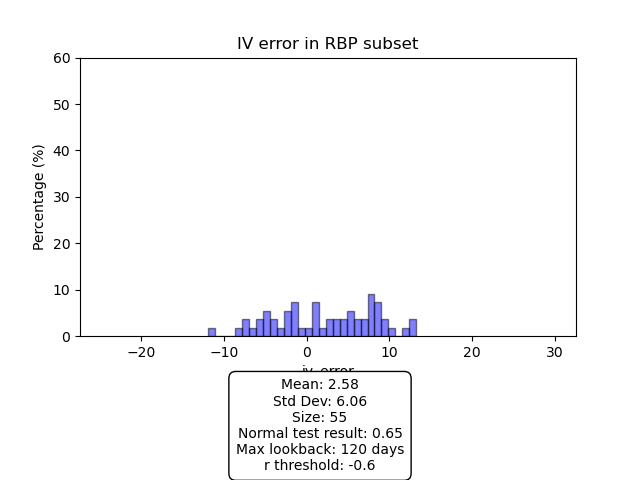 IV error in RBP subset
60
50
40
30
20
10
0
Percentage (%)
−20
−10
0
10
20
30
iv_error
Mean: 2.58
Std Dev: 6.06
Size: 55
Normal test result: 0.65
Max lookback: 120 days
r threshold: -0.6